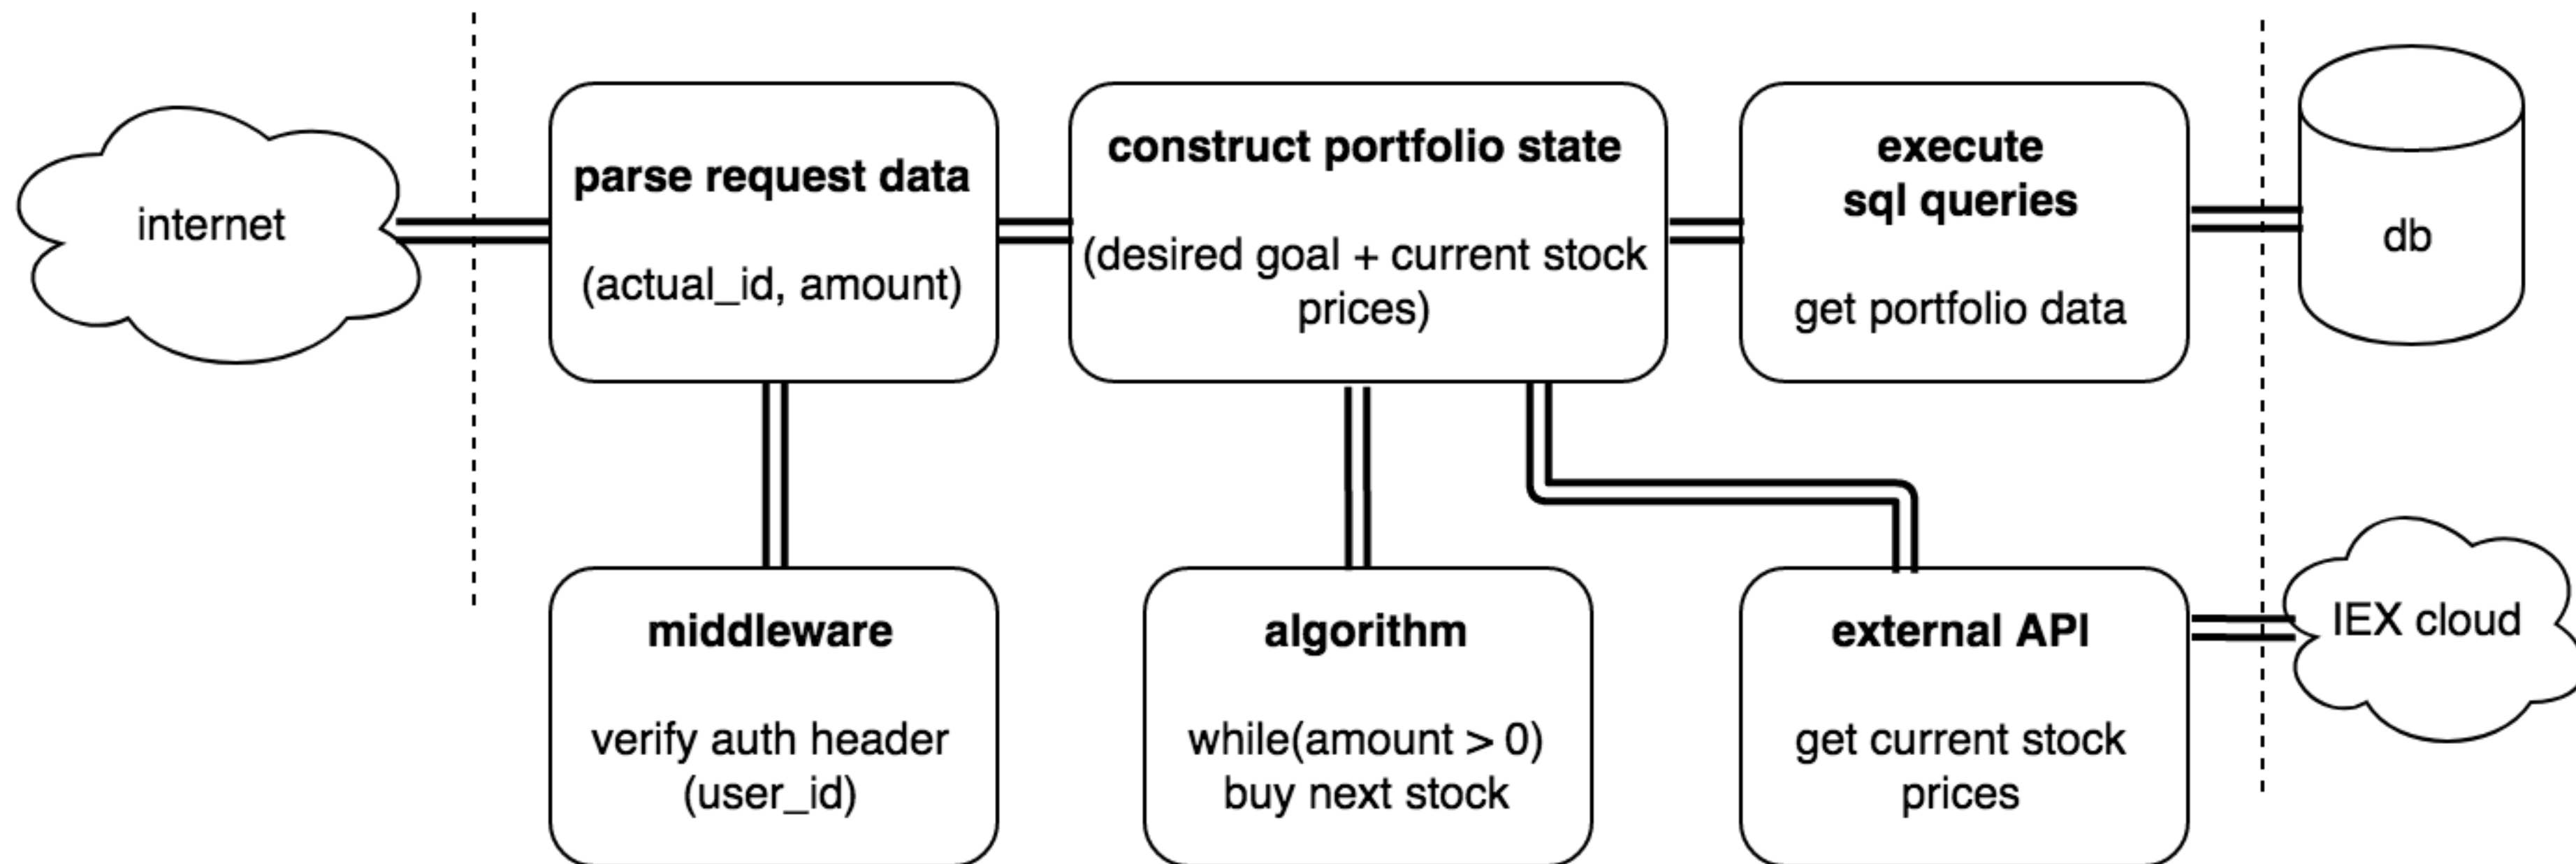 internet
parse request data
(actual_id, amount)
construct portfolio state
(desired goal + current stock
prices)
execute
sql queries
get portfolio data
db
middleware
verify auth header
(user_id)
algorithm
while(amount > 0)
buy next stock
external API
get current stock
prices
IEX cloud